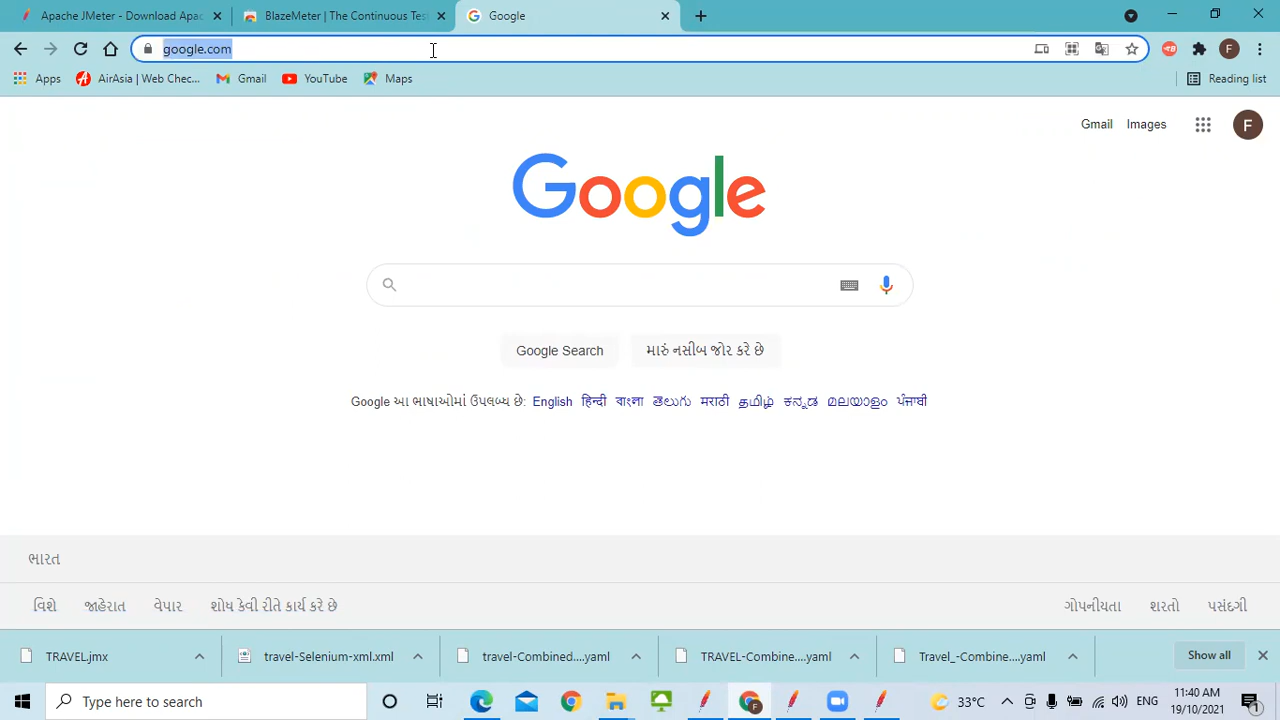 Apache JMeter - Download Apac
BlazeMeter | The Continuous Test
Google
google.com
F
Apps
AirAsia | Web Chec...
Gmail
YouTube
Maps
Reading list
Gmail
Images
F
Google
Google Search
મારું નસીબ જોર કરે છે
Google આ ભાષાઓમાં ઉપલબ્ધ છે: English हिन्दी বাংলা తెలుగు मराठी தமிழ் ಕನ್ನಡ മലയാളം ਪੰਜਾਬੀ
ભારત
વિશે જાહેરાત વેપાર શોધ કેવી રીતે કાર્ય કરે છે
ગોપનીયતા શરતો પસંદગી
TRAVEL.jmx
travel-Selenium-xml.xml
travel-Combined....yaml
TRAVEL-Combine....yaml
Travel_-Combine....yaml
Show all
Type here to search
33°C
ENG
11:40 AM
19/10/2021